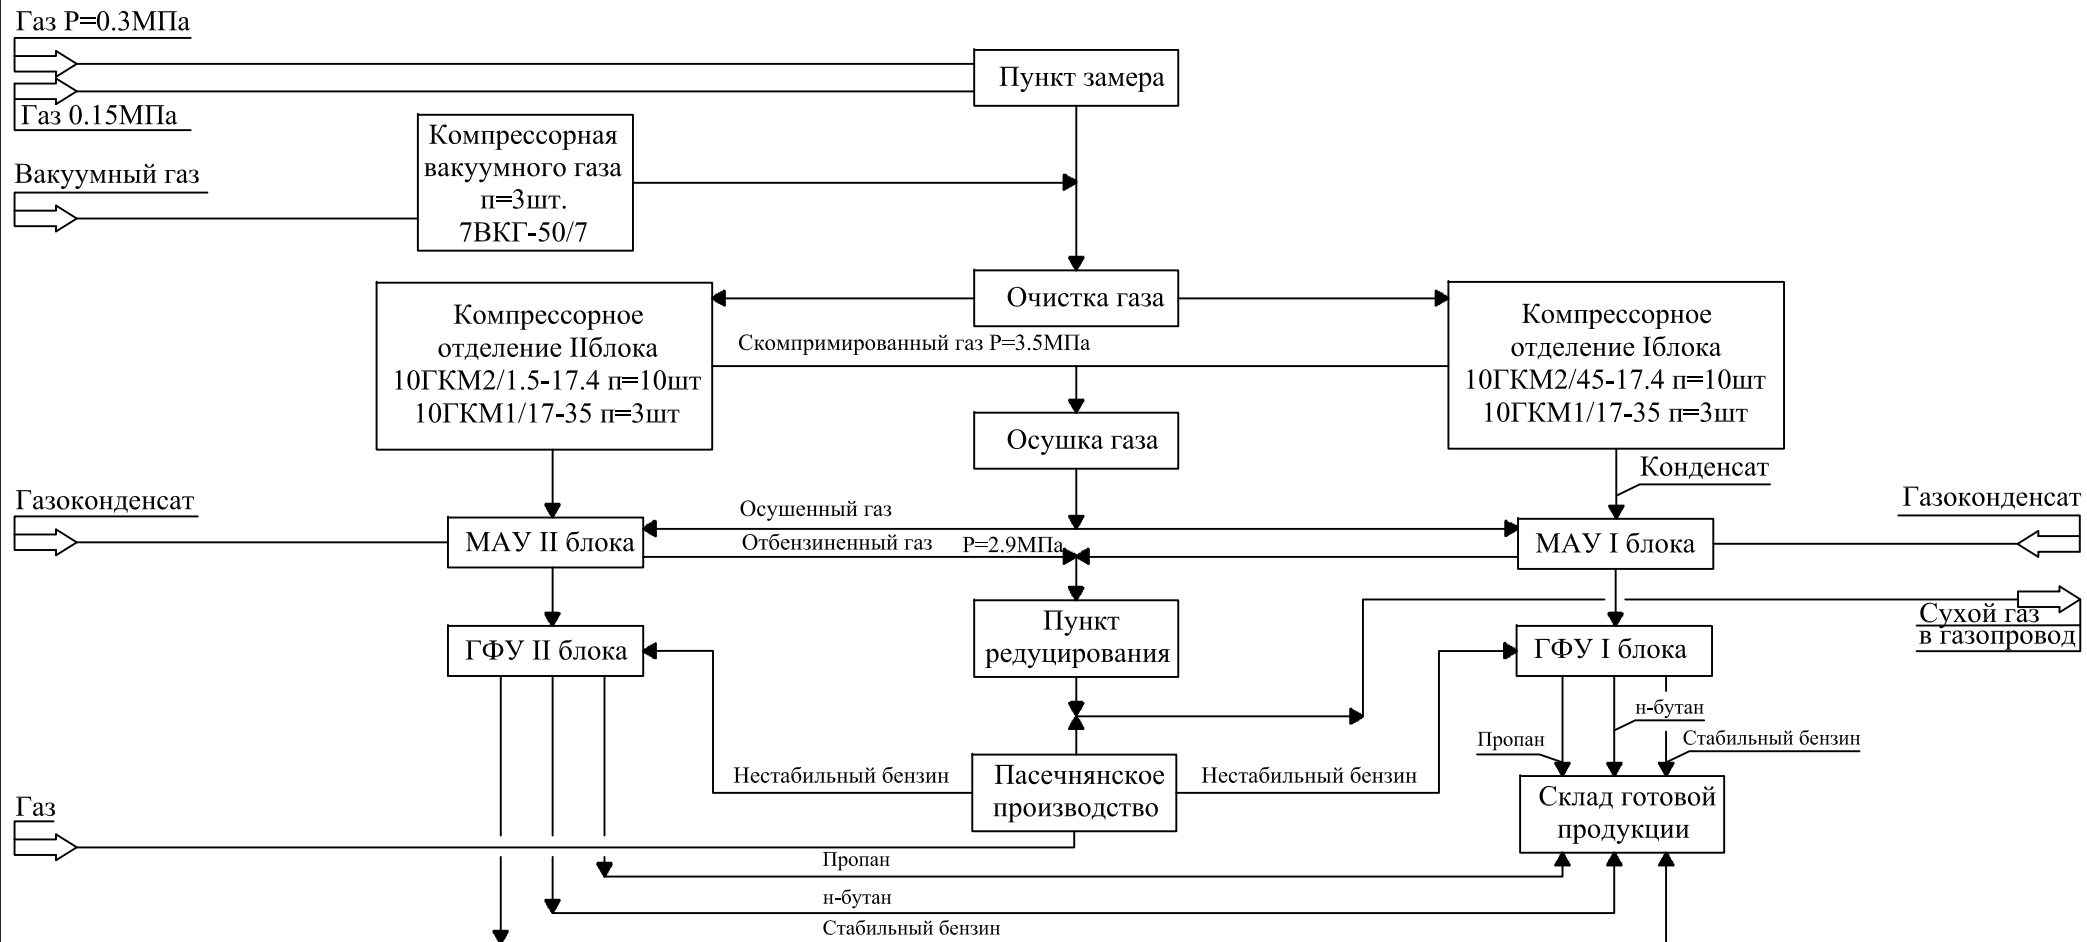 Газ Р=0.3МПа
Пункт замера
Газ 0.15МПа
Компрессорная
вакуумного газа
п=3шт.
7ВКГ-50/7
Вакуумный газ
Очистка газа
Компрессорное
отделение IIблока
10ГКМ2/1.5-17.4 п=10шт
10ГКМ1/17-35 п=3шт
Скомпримированный газ Р=3.5МПа
Компрессорное
отделение Iблока
10ГКМ2/45-17.4 п=10шт
10ГКМ1/17-35 п=3шт
Осушка газа
Конденсат
Газоконденсат
Газоконденсат
Осушенный газ
МАУ II блока
Отбензиненный газ
Р=2.9МПа
МАУ I блока
Сухой газ
в газопровод
Пункт
редуцирования
ГФУ II блока
ГФУ I блока
н-бутан
Пропан
Стабильный бензин
Нестабильный бензин
Пасечнянское
производство
Нестабильный бензин
Склад готовой
продукции
Газ
Пропан
н-бутан
Стабильный бензин